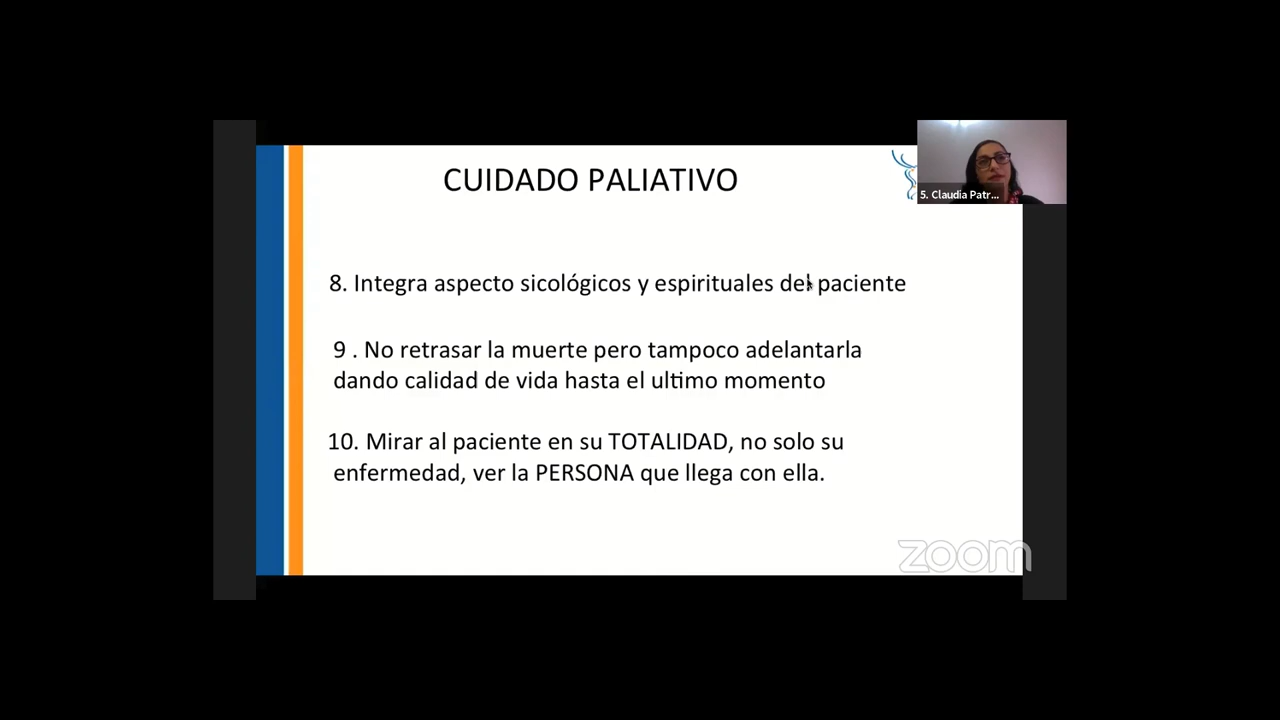 CUIDADO PALIATIVO
5. Claudia Patr...
8. Integra aspecto sicológicos y espirituales del paciente
9 . No retrasar la muerte pero tampoco adelantarla
dando calidad de vida hasta el ultimo momento
10. Mirar al paciente en su TOTALIDAD, no solo su
enfermedad, ver la PERSONA que llega con ella.
zoom